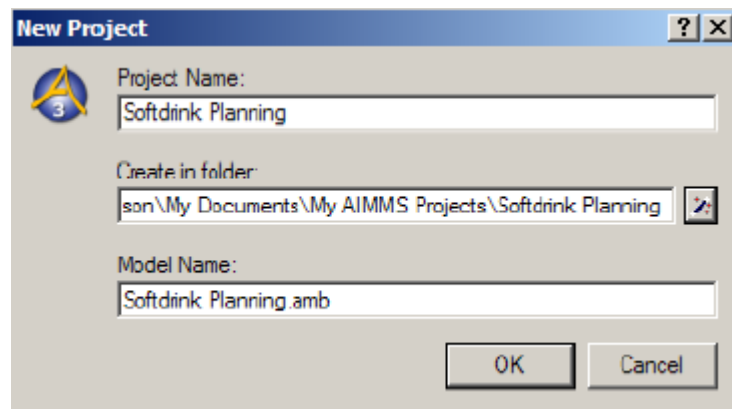 New Project
? X
3
Project Name:
Softdrink Planning
Create in folder:
son\My Documents\My AIMMS Projects\Softdrink Planning
Model Name:
Softdrink Planning.amb
OK Cancel